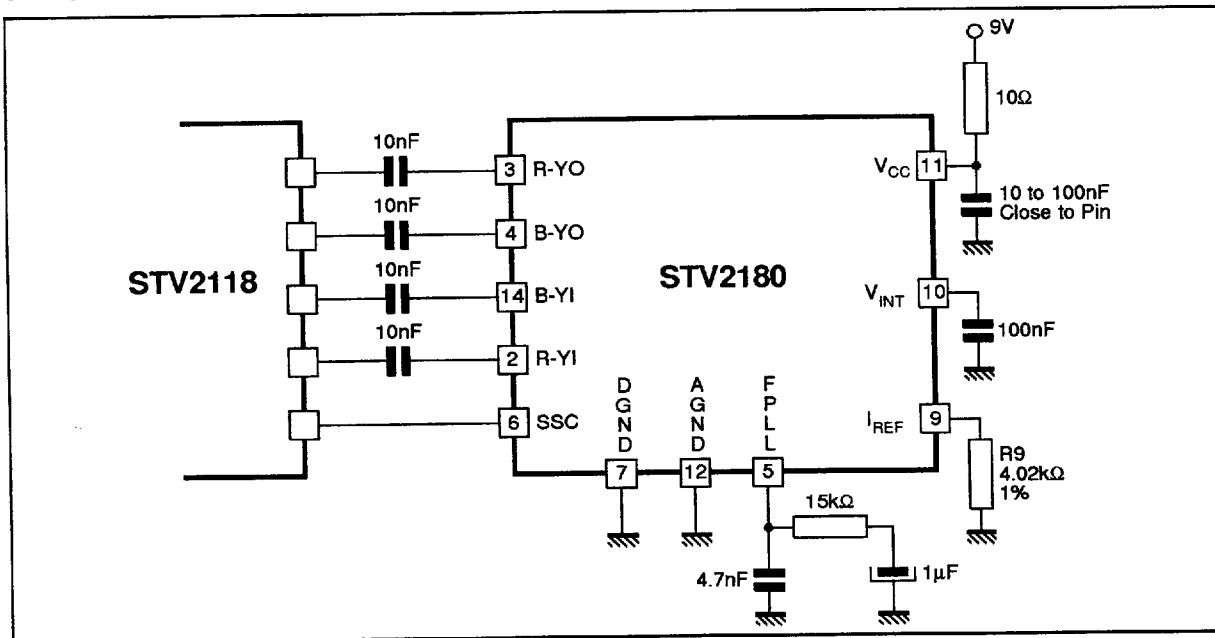 9V
10Ω
10nF
3 R-YO
VCC 11
10 to 100nF
Close to Pin
10nF
4 B-YO
STV2118
STV2180
10nF
14 B-YI
VINT 10
100nF
10nF
2 R-YI
DGND
AGND
FPLL
IREF 9
6 SSC
R9
4.02kΩ
1%
7
12
5
15kΩ
4.7nF
1µF